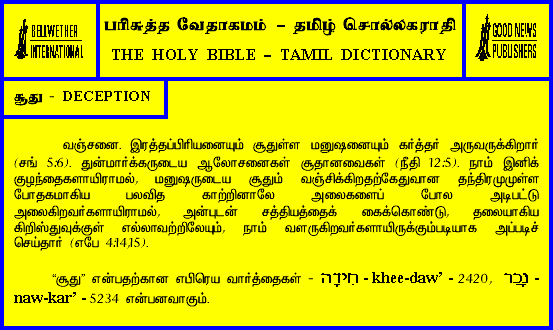 BELLWETHER
INTERNATIONAL
பரிசுத்த வேதாகமம் – தமிழ் சொல்லகராதி
THE HOLY BIBLE – TAMIL DICTIONARY
GOOD NEWS
PUBLISHERS
சூது - DECEPTION
வஞ்சனை. இரத்தப்பிரியனையும் சூதுள்ள மனுஷனையும் கர்த்தர் அருவருக்கிறார்
(சங் 5:6). துன்மார்க்கருடைய ஆலோசனைகள் சூதானவைகள் (நீதி 12:5). நாம் இனிக்
குழந்தைகளாயிராமல், மனுஷருடைய சூதும் வஞ்சிக்கிறதற்கேதுவான தந்திரமுமுள்ள
போதகமாகிய பலவித காற்றினாலே அலைகளைப் போல அடிபட்டு
அலைகிறவர்களாயிராமல், அன்புடன் சத்தியத்தைக் கைக்கொண்டு, தலையாகிய
கிறிஸ்துவுக்குள் எல்லாவற்றிலேயும், நாம் வளருகிறவர்களாயிருக்கும்படியாக அப்படிச்
செய்தார் (எபே 4:14,15).
“சூது” என்பதற்கான எபிரெய வார்த்தைகள் - חִידָה - khee-daw’ - 2420, נָכַר -
naw-kar’ - 5234 என்பனவாகும்.